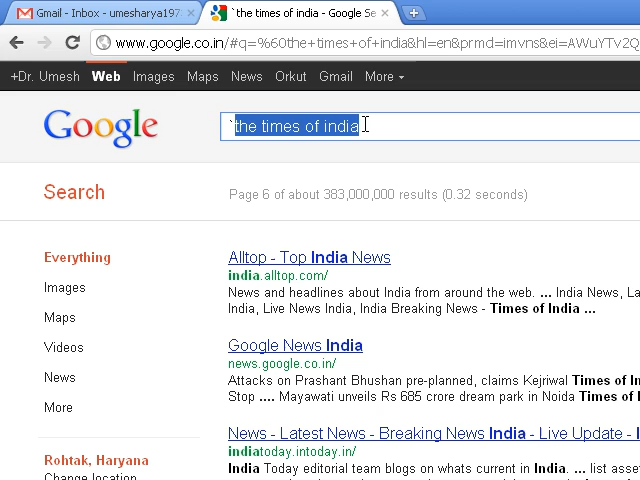 Gmail - Inbox - umesharya197
`the times of india - Google Se
www.google.co.in/#q=%60the+times+of+india&hl=en&prmd=imvns&ei=AWuYTv2Q
+Dr. Umesh Web Images Maps News Orkut Gmail More
Google
`the times of india
Search
Page 6 of about 383,000,000 results (0.32 seconds)
Everything
Images
Maps
Videos
News
More
Rohtak, Haryana
Change location
Alltop - Top India News
india.alltop.com/
News and headlines about India from around the web. ... India News, La
India, Live News India, India Breaking News - Times of India ...
Google News India
news.google.co.in/
Attacks on Prashant Bhushan pre-planned, claims Kejriwal Times of In
Stop .... Mayawati unveils Rs 685 crore dream park in Noida Times of I
News - Latest News - Breaking News India - Live Update - I
indiatoday.intoday.in/
India Today editorial team blogs on whats current in India. ... list asse